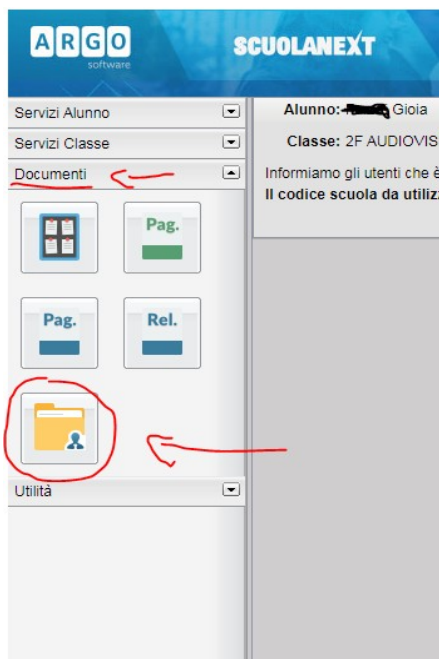 ARGO
software
SCUOLANEXT
Servizi Alunno
Servizi Classe
Documenti
Pag.
Pag.
Rel.
Utilità
Alunno: Gioia
Classe: 2F AUDIOVIS
Informiamo gli utenti che è
Il codice scuola da utiliz